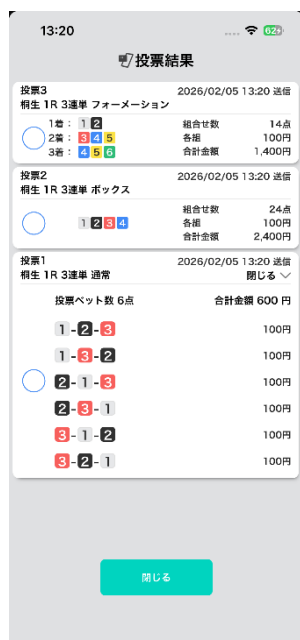 13:20
62
投票結果
投票3 2026/02/05 13:20 送信
桐生 1R 3連単 フォーメーション
1着： 1 2 組合せ数 14点
2着： 3 4 5 各組 100円
3着： 4 5 6 合計金額 1,400円
投票2 2026/02/05 13:20 送信
桐生 1R 3連単 ボックス
組合せ数 24点
1 2 3 4 各組 100円
合計金額 2,400円
投票1 2026/02/05 13:20 送信
桐生 1R 3連単 通常 閉じる
投票ベット数 6点 合計金額 600 円
1-2-3 100円
1-3-2 100円
2-1-3 100円
2-3-1 100円
3-1-2 100円
3-2-1 100円
閉じる